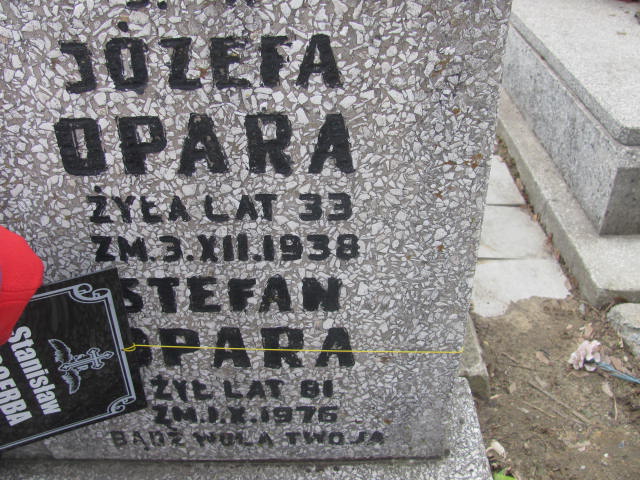 JÓZEFA
OPARA
ŻYŁA LAT 33
ZM.3.XII.1938
STEFAN
OPARA
ŻYŁ LAT 81
ZM.1.X.1976
BĄDŹ WOLA TWOJA
Stanisław